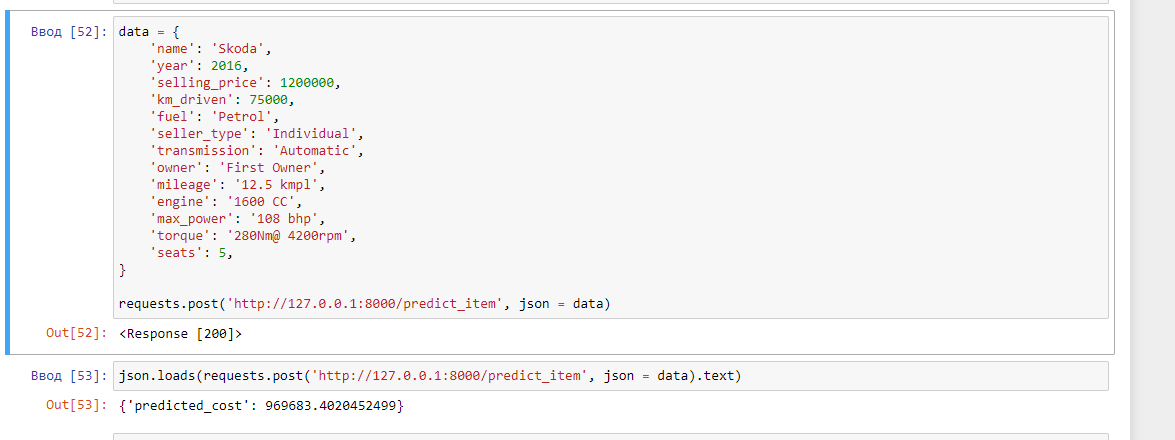 Ввод [52]: data = {
    'name': 'Skoda',
    'year': 2016,
    'selling_price': 1200000,
    'km_driven': 75000,
    'fuel': 'Petrol',
    'seller_type': 'Individual',
    'transmission': 'Automatic',
    'owner': 'First Owner',
    'mileage': '12.5 kmpl',
    'engine': '1600 CC',
    'max_power': '108 bhp',
    'torque': '280Nm@ 4200rpm',
    'seats': 5,
}
requests.post('http://127.0.0.1:8000/predict_item', json = data)
Out[52]: <Response [200]>
Ввод [53]: json.loads(requests.post('http://127.0.0.1:8000/predict_item', json = data).text)
Out[53]: {'predicted_cost': 969683.4020452499}